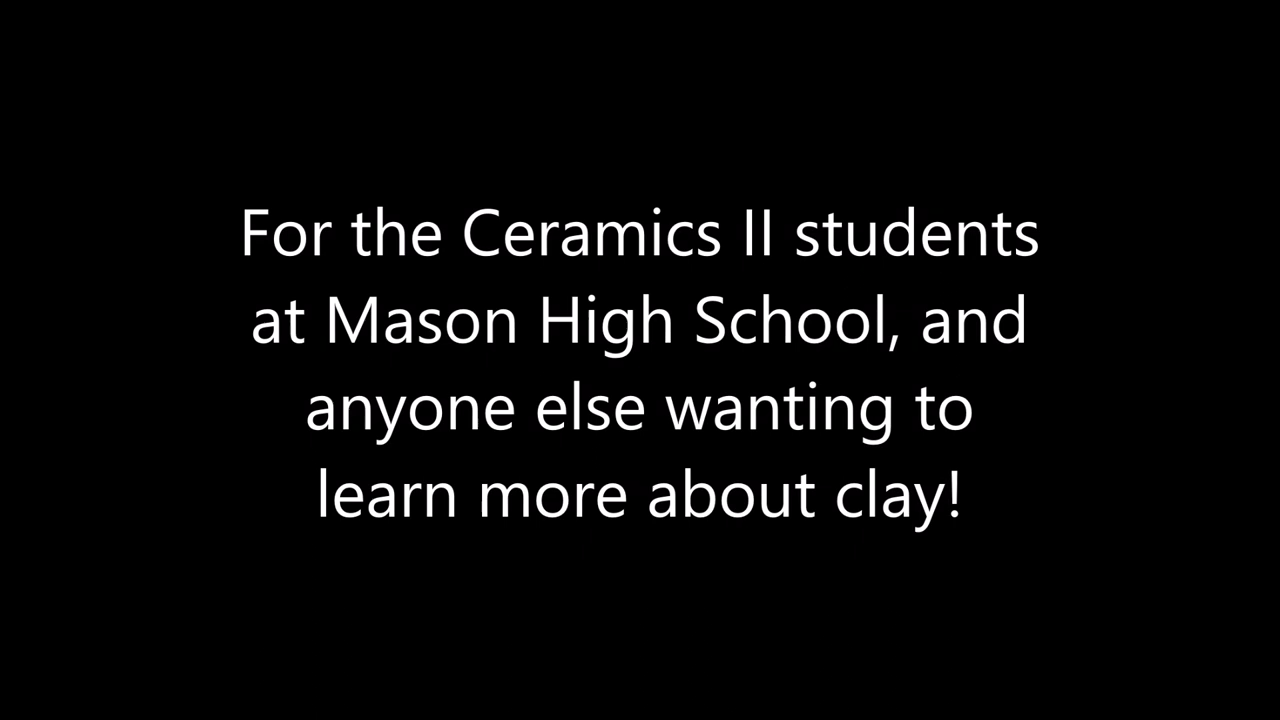 For the Ceramics II students
at Mason High School, and
anyone else wanting to
learn more about clay!